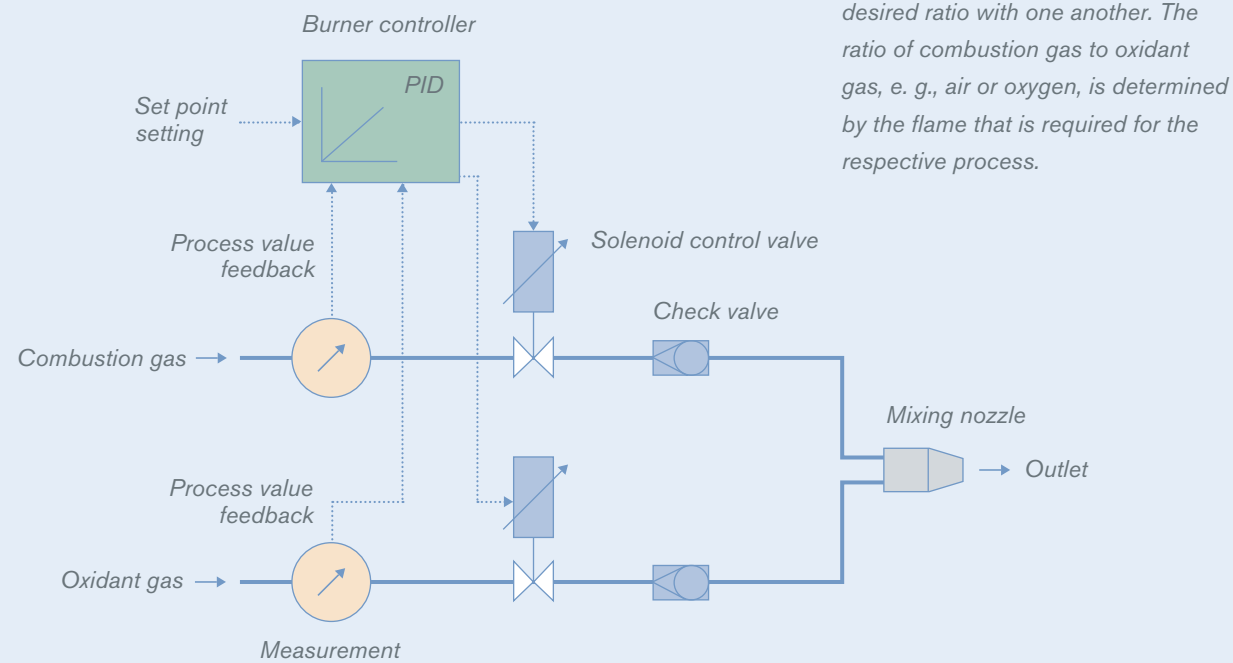 Burner controller
PID
Set point
setting
Process value
feedback
Solenoid control valve
Check valve
Combustion gas
Mixing nozzle
Outlet
Process value
feedback
Oxidant gas
Measurement
desired ratio with one another. The
ratio of combustion gas to oxidant
gas, e. g., air or oxygen, is determined
by the flame that is required for the
respective process.